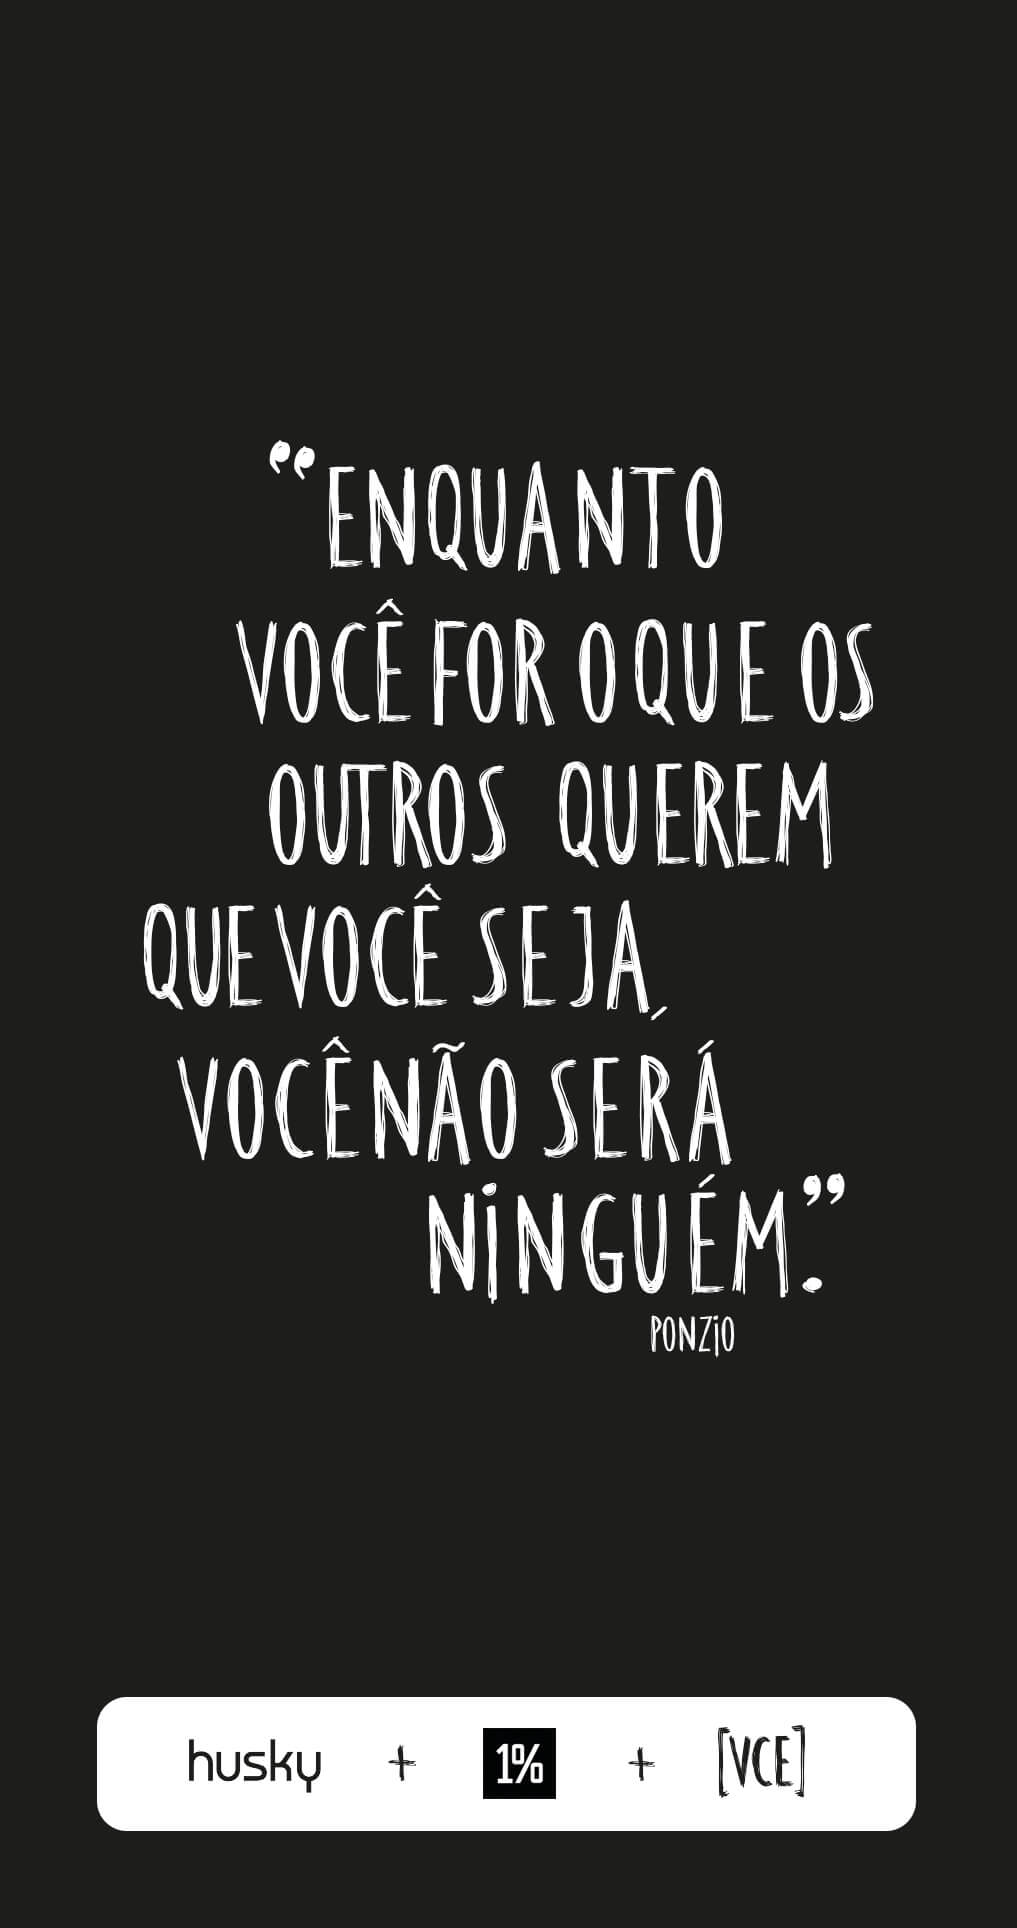 “ENQUANTO
VOCÊ FOR O QUE OS
OUTROS QUEREM
QUE VOCÊ SEJA,
VOCÊ NÃO SERÁ
NiNGUÉM.”
PONZiO
husky + 1% + [VCE]